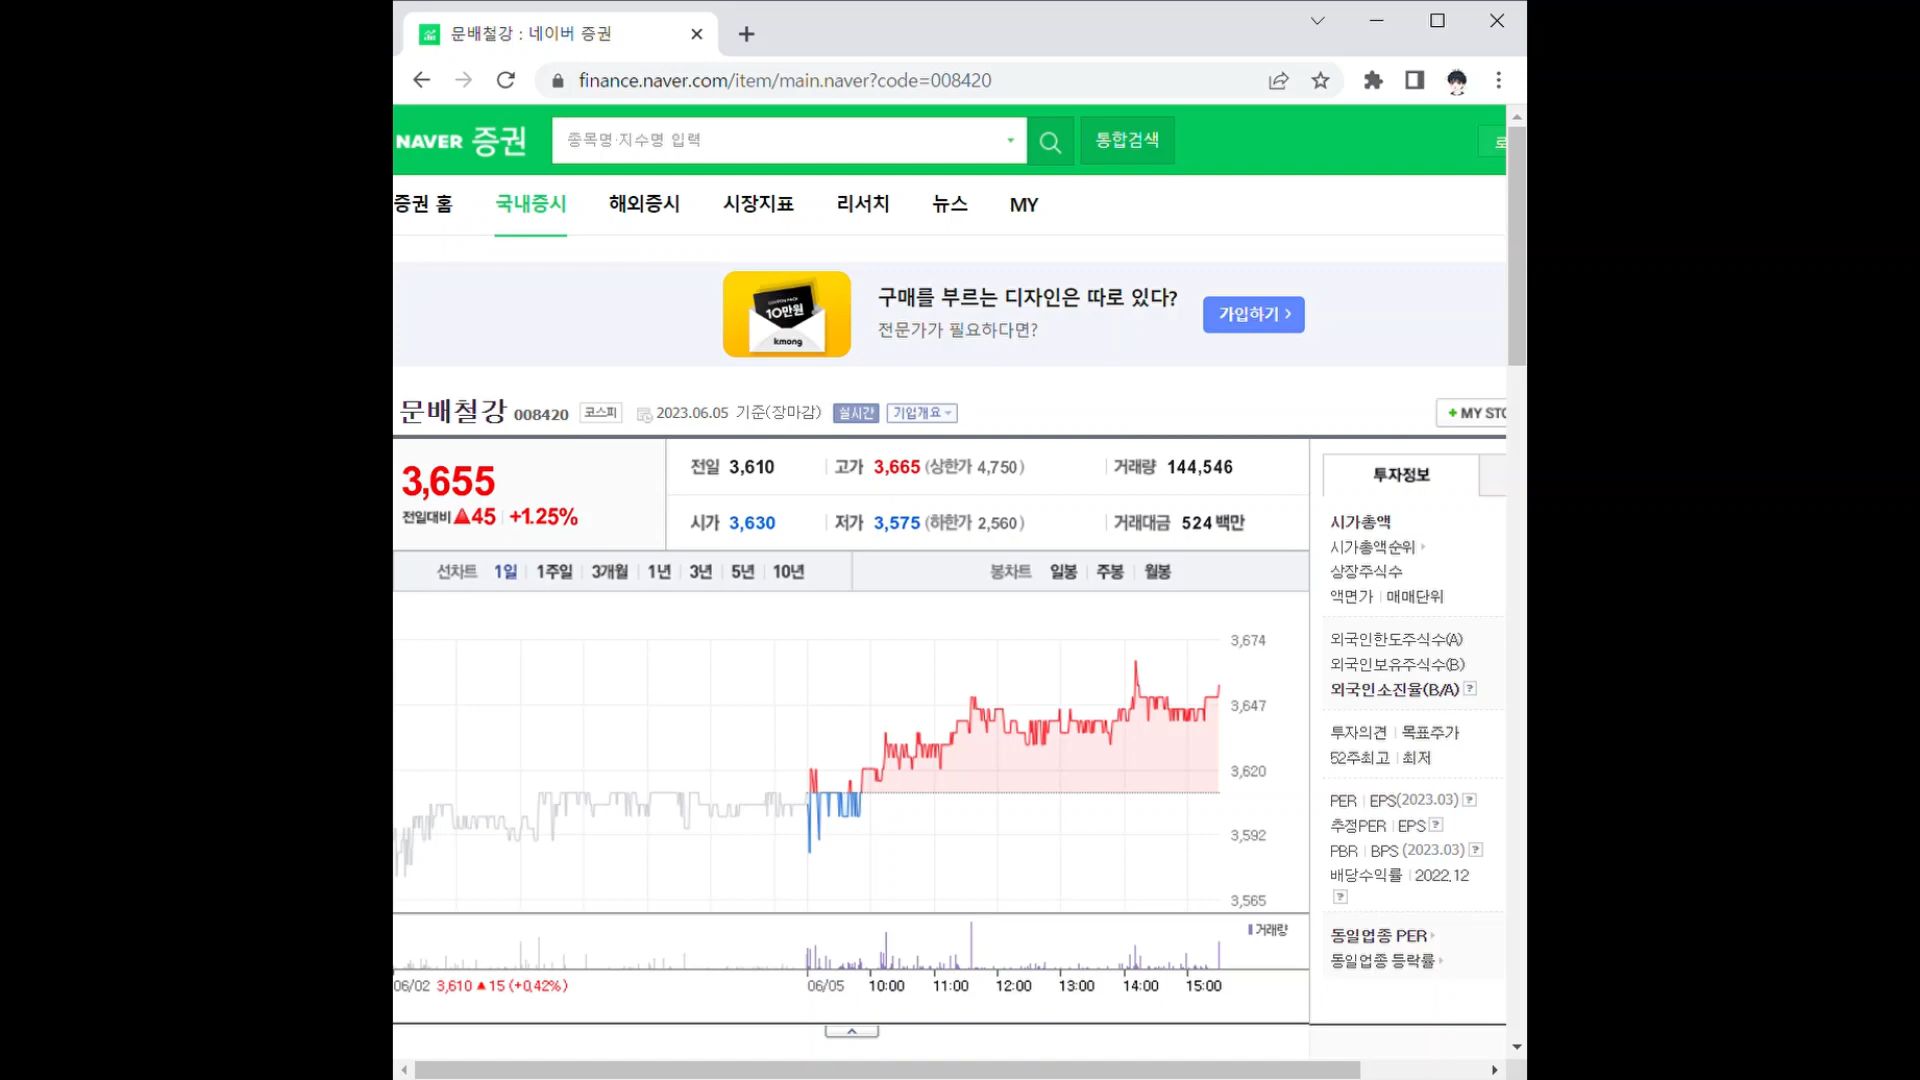 문배철강 : 네이버 증권
finance.naver.com/item/main.naver?code=008420
NAVER 증권
종목명·지수명 입력
통합검색
로
증권 홈 국내증시 해외증시 시장지표 리서치 뉴스 MY
COUPON PACK
10만원
kmong
구매를 부르는 디자인은 따로 있다?
전문가가 필요하다면?
가입하기 >
문배철강 008420 코스피 2023.06.05 기준(장마감) 실시간 기업개요
+ MY STO
3,655
전일대비 ▲45 +1.25%
전일 3,610 고가 3,665 (상한가 4,750) 거래량 144,546
시가 3,630 저가 3,575 (하한가 2,560) 거래대금 524 백만
선차트 1일 1주일 3개월 1년 3년 5년 10년 봉차트 일봉 주봉 월봉
3,674
3,647
3,620
3,592
3,565
거래량
06/02 3,610 ▲ 15 (+0.42%) 06/05 10:00 11:00 12:00 13:00 14:00 15:00
투자정보
시가총액
시가총액순위
상장주식수
액면가 | 매매단위
외국인한도주식수(A)
외국인보유주식수(B)
외국인소진율(B/A) ?
투자의견 | 목표주가
52주최고 | 최저
PER | EPS(2023.03) ?
추정PER | EPS ?
PBR | BPS (2023.03) ?
배당수익률 | 2022.12
?
동일업종 PER
동일업종 등락률